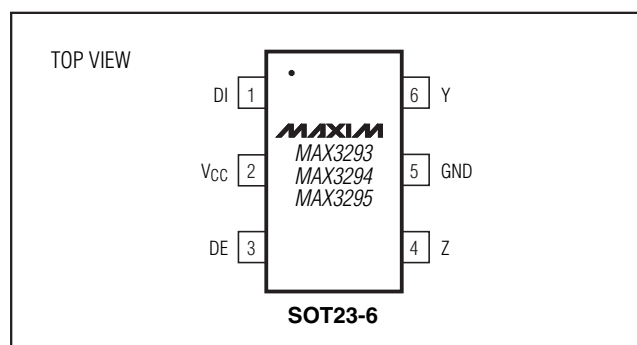 TOP VIEW
DI 1
6 Y
MAXIM
MAX3293
MAX3294
MAX3295
VCC 2
5 GND
DE 3
4 Z
SOT23-6